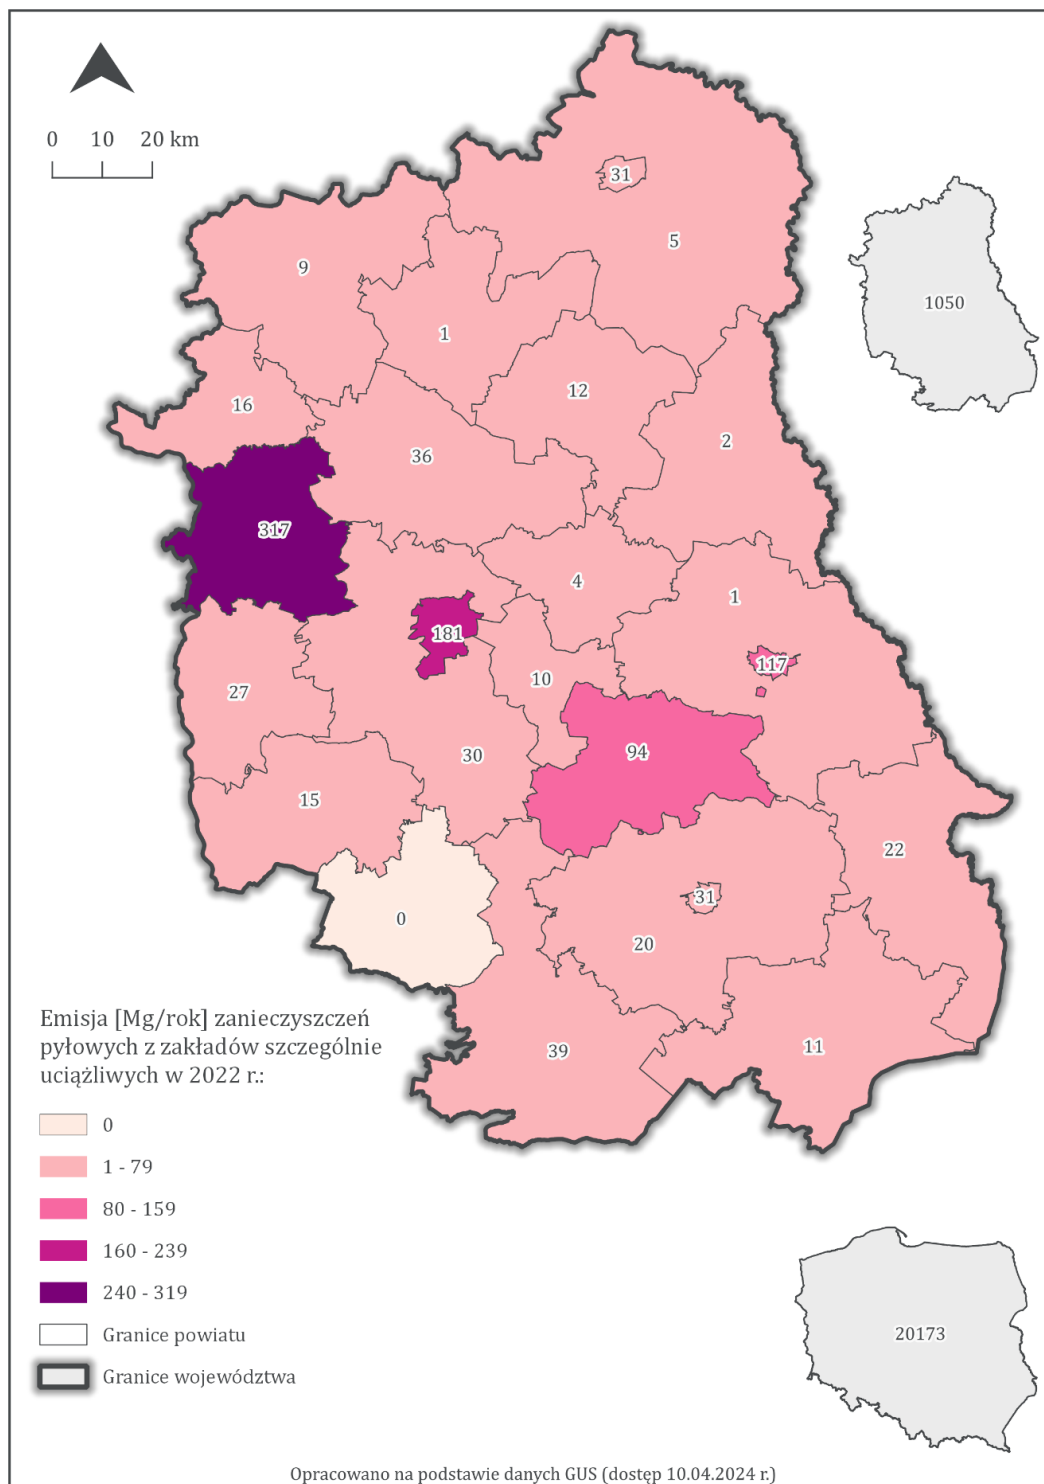 0 10 20 km
31
5
9
1
1050
12
16
2
36
317
4
1
181
117
10
27
94
30
15
22
31
0
20
39
11
Emisja [Mg/rok] zanieczyszczeń
pyłowych z zakładów szczególnie
uciążliwych w 2022 r.:
0
1 - 79
80 - 159
160 - 239
240 - 319
Granice powiatu
Granice województwa
20173
Opracowano na podstawie danych GUS (dostęp 10.04.2024 r.)